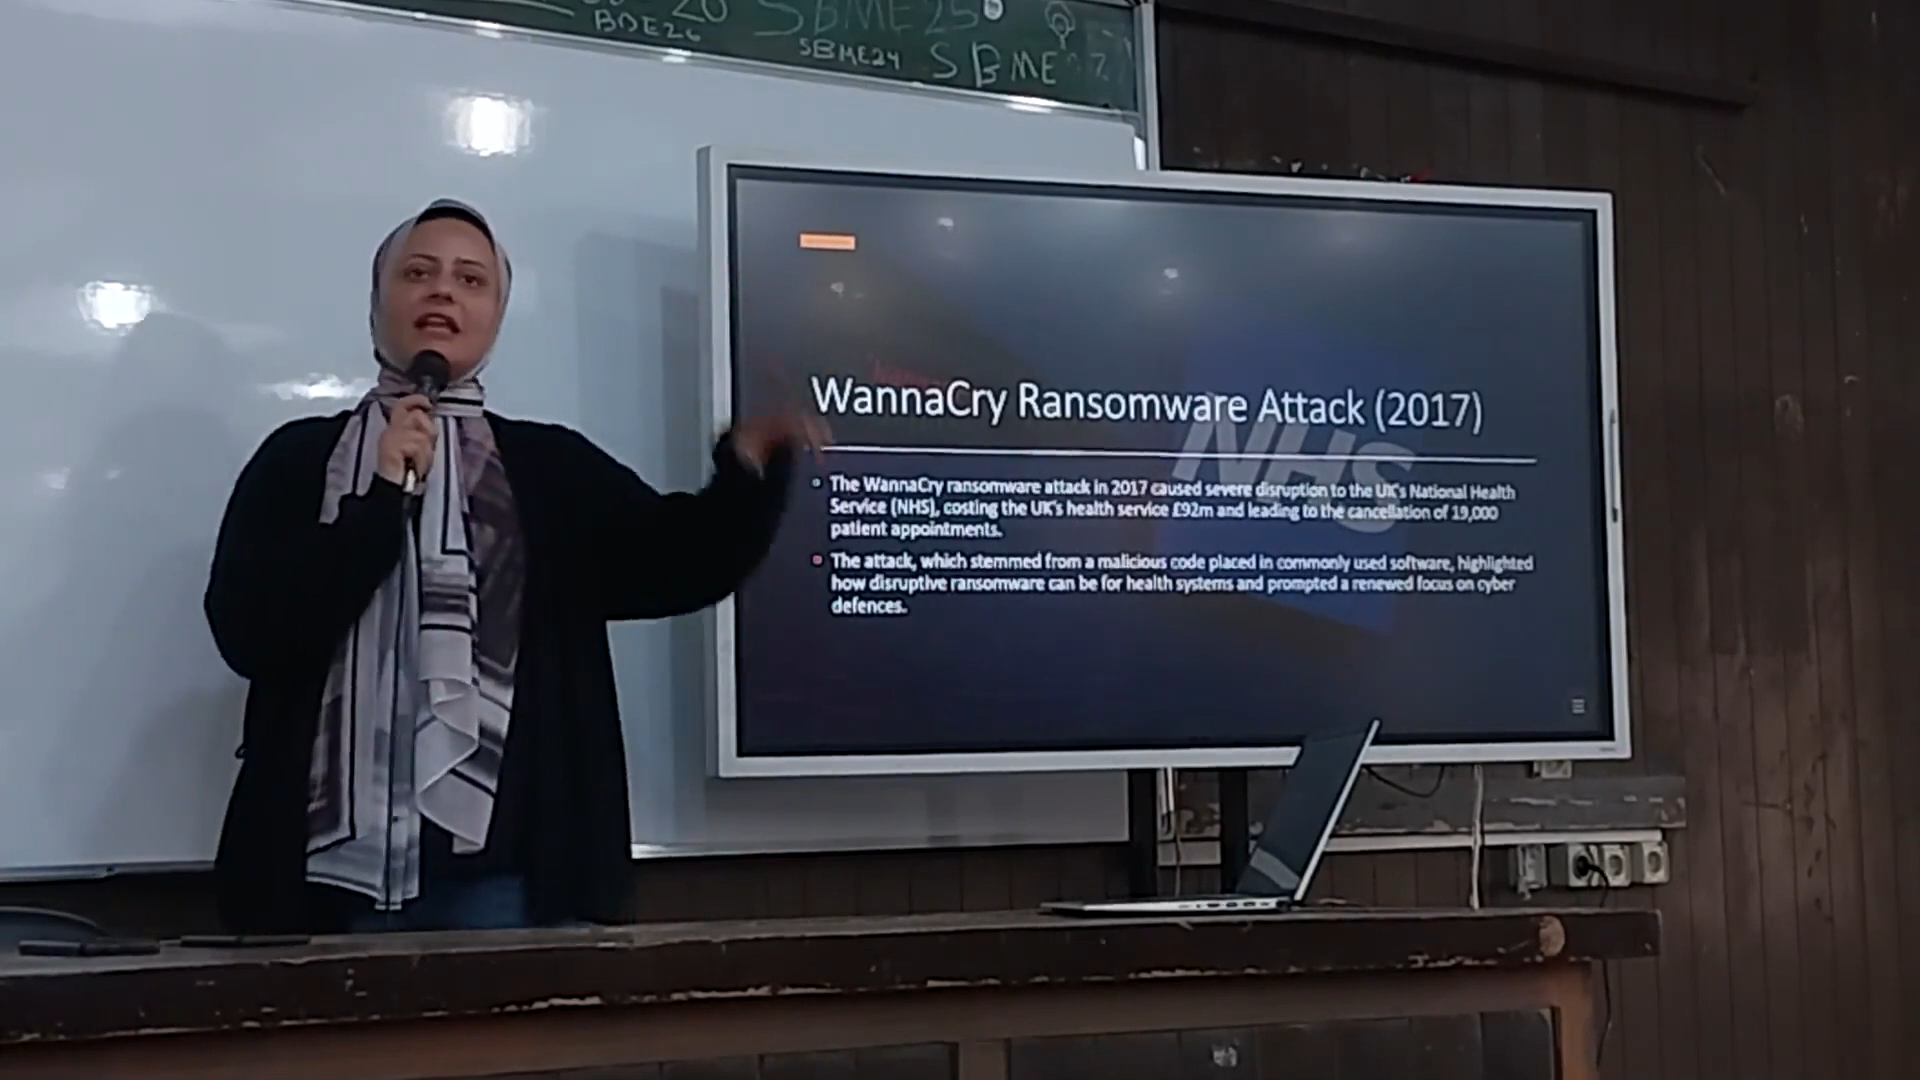 20
BDE26
SBME25
SBME24
SBME
WannaCry Ransomware Attack (2017)
NHS
The WannaCry ransomware attack in 2017 caused severe disruption to the UK's National Health
Service (NHS), costing the UK's health service £92m and leading to the cancellation of 19,000
patient appointments.
The attack, which stemmed from a malicious code placed in commonly used software, highlighted
how disruptive ransomware can be for health systems and prompted a renewed focus on cyber
defences.